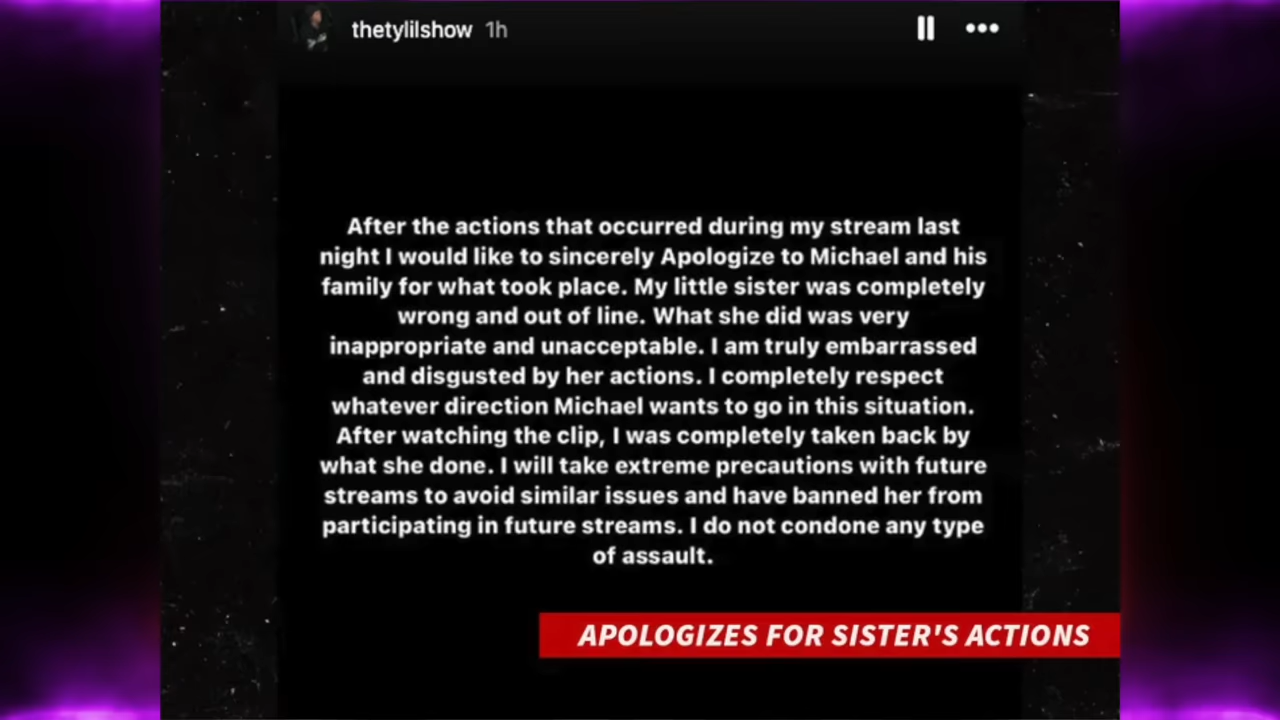 thetylilshow 1h
After the actions that occurred during my stream last
night I would like to sincerely Apologize to Michael and his
family for what took place. My little sister was completely
wrong and out of line. What she did was very
inappropriate and unacceptable. I am truly embarrassed
and disgusted by her actions. I completely respect
whatever direction Michael wants to go in this situation.
After watching the clip, I was completely taken back by
what she done. I will take extreme precautions with future
streams to avoid similar issues and have banned her from
participating in future streams. I do not condone any type
of assault.
APOLOGIZES FOR SISTER'S ACTIONS